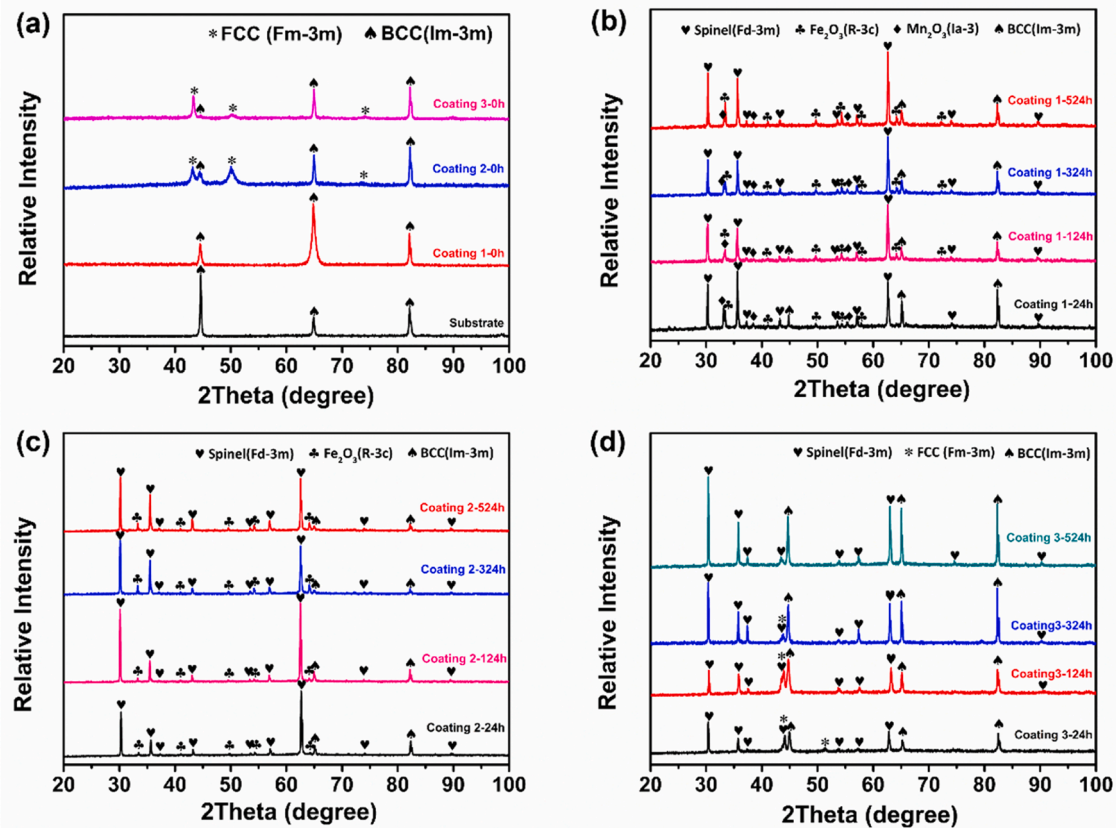 (a)
* FCC (Fm-3m) ♠ BCC(Im-3m)
Coating 3-0h
Coating 2-0h
Coating 1-0h
Substrate
Relative Intensity
20 30 40 50 60 70 80 90 100
2Theta (degree)
(b)
♥ Spinel(Fd-3m) ♣ Fe₂O₃(R-3c) ♦ Mn₂O₃(Ia-3) ♠ BCC(Im-3m)
Coating 1-524h
Coating 1-324h
Coating 1-124h
Coating 1-24h
Relative Intensity
20 30 40 50 60 70 80 90 100
2Theta (degree)
(c)
♥ Spinel(Fd-3m) ♣ Fe₂O₃(R-3c) ♠ BCC(Im-3m)
Coating 2-524h
Coating 2-324h
Coating 2-124h
Coating 2-24h
Relative Intensity
20 30 40 50 60 70 80 90 100
2Theta (degree)
(d)
♥ Spinel(Fd-3m) * FCC (Fm-3m) ♠ BCC(Im-3m)
Coating 3-524h
Coating3-324h
Coating3-124h
Coating 3-24h
Relative Intensity
20 30 40 50 60 70 80 90 100
2Theta (degree)